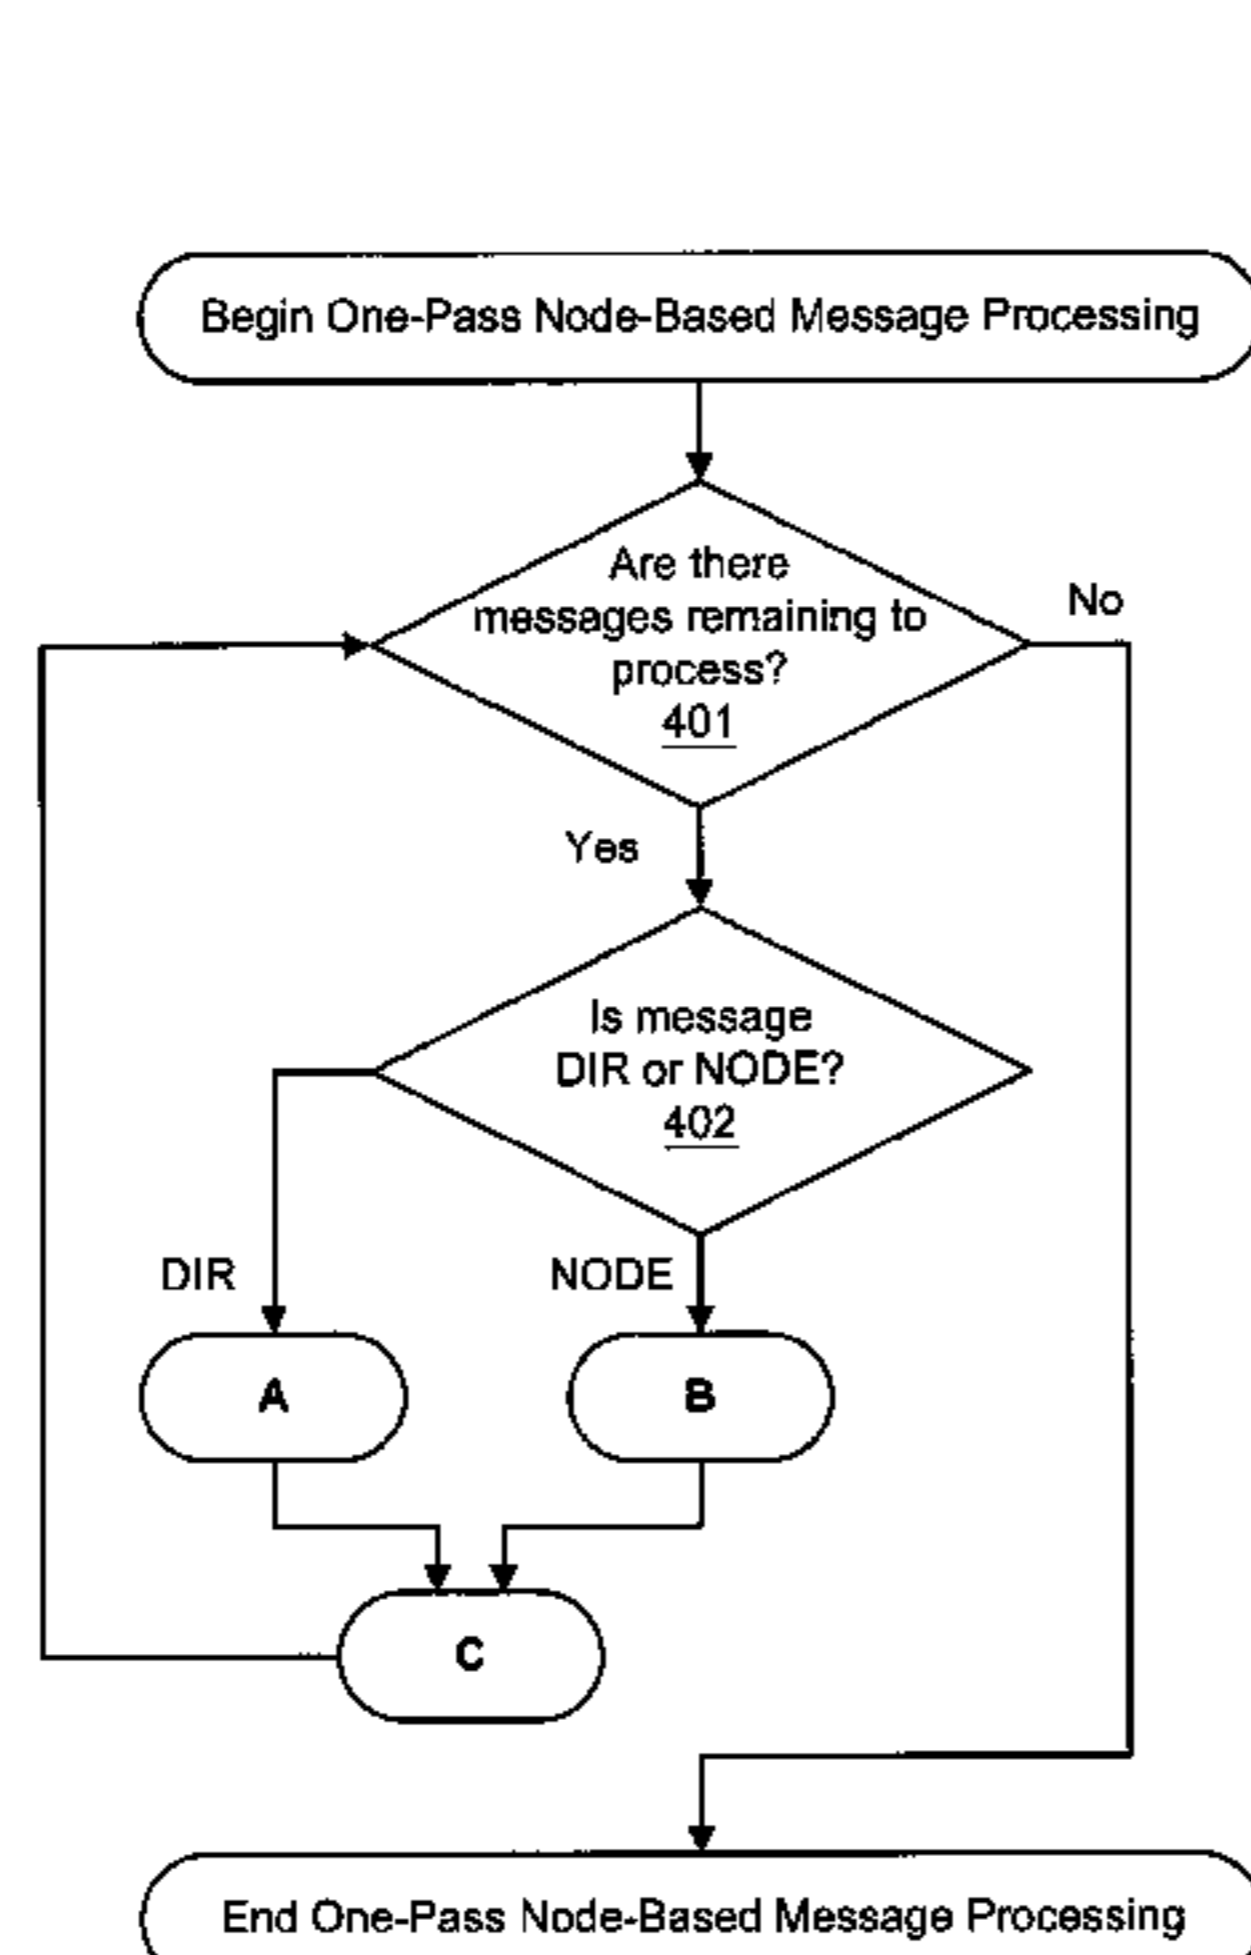 Begin One-Pass Node-Based Message Processing
Are there
messages remaining to
process?
401
No
Yes
Is message
DIR or NODE?
402
DIR
NODE
A
B
C
End One-Pass Node-Based Message Processing